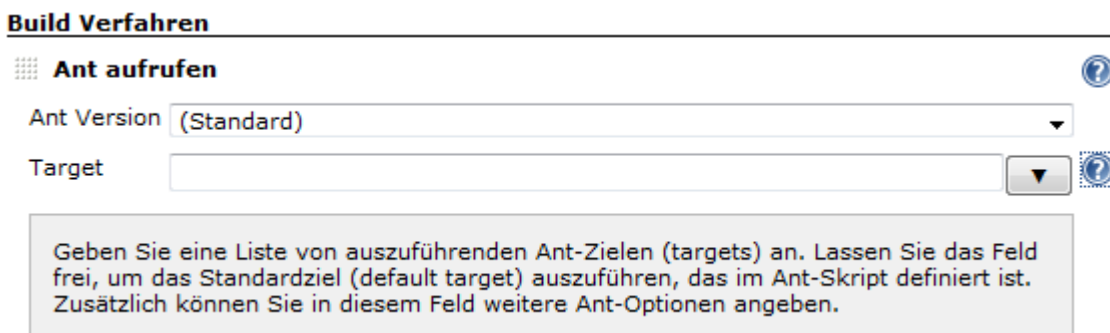 Build Verfahren
Ant aufrufen
Ant Version (Standard)
Target
Geben Sie eine Liste von auszuführenden Ant-Zielen (targets) an. Lassen Sie das Feld
frei, um das Standardziel (default target) auszuführen, das im Ant-Skript definiert ist.
Zusätzlich können Sie in diesem Feld weitere Ant-Optionen angeben.